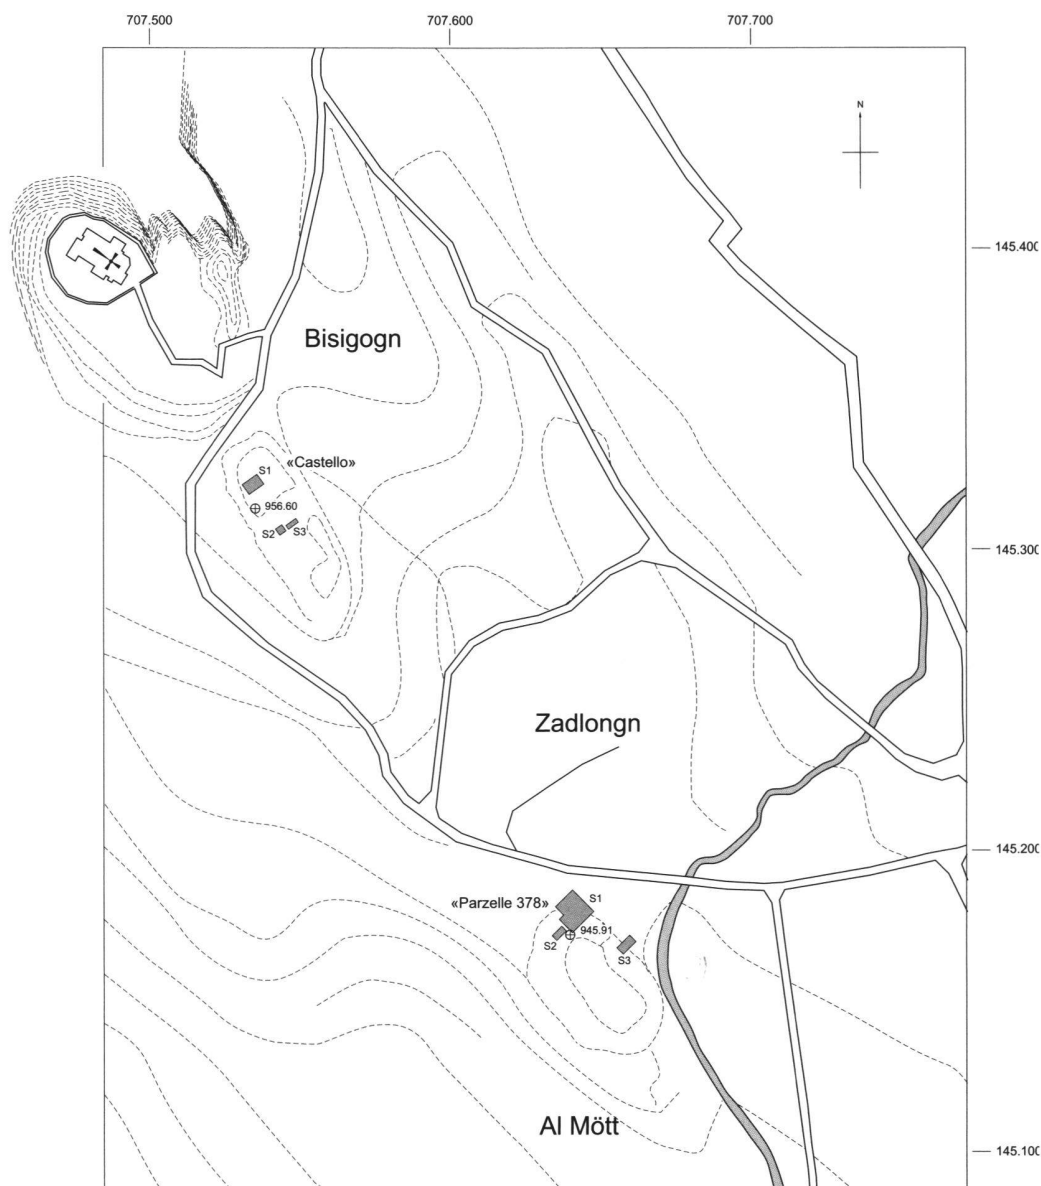 707.500
707.600
707.700
N
145.400
Bisigogn
«Castello»
S1
956.60
S2
S3
145.300
Zadlongn
145.200
«Parzelle 378»
S1
945.91
S2
S3
Al Mött
145.100